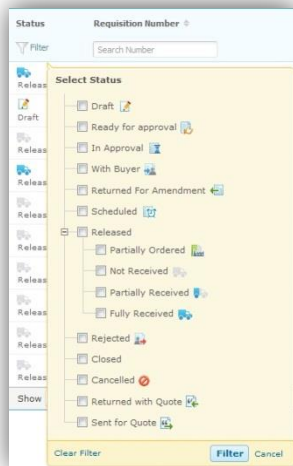 Status Requisition Number
Filter Search Number
Releas
Draft
Releas
Releas
Releas
Releas
Releas
Releas
Releas
Show
Select Status
Draft
Ready for approval
In Approval
With Buyer
Returned For Amendment
Scheduled
Released
Partially Ordered
Not Received
Partially Received
Fully Received
Rejected
Closed
Cancelled
Returned with Quote
Sent for Quote
Clear Filter Filter Cancel